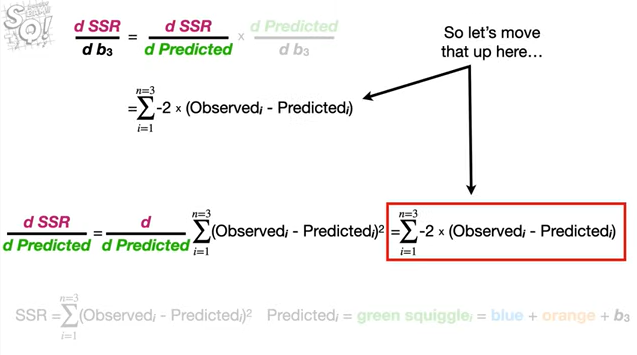 SQ!
d SSR / d b₃ = d SSR / d Predicted × d Predicted / d b₃
So let's move
that up here…
= n=3 ∑ i=1 -2 × (Observedᵢ - Predictedᵢ)
d SSR / d Predicted = d / d Predicted n=3 ∑ i=1 (Observedᵢ - Predictedᵢ)² = n=3 ∑ i=1 -2 × (Observedᵢ - Predictedᵢ)
SSR = n=3 ∑ i=1 (Observedᵢ - Predictedᵢ)² Predictedᵢ = green squiggleᵢ = blue + orange + b₃